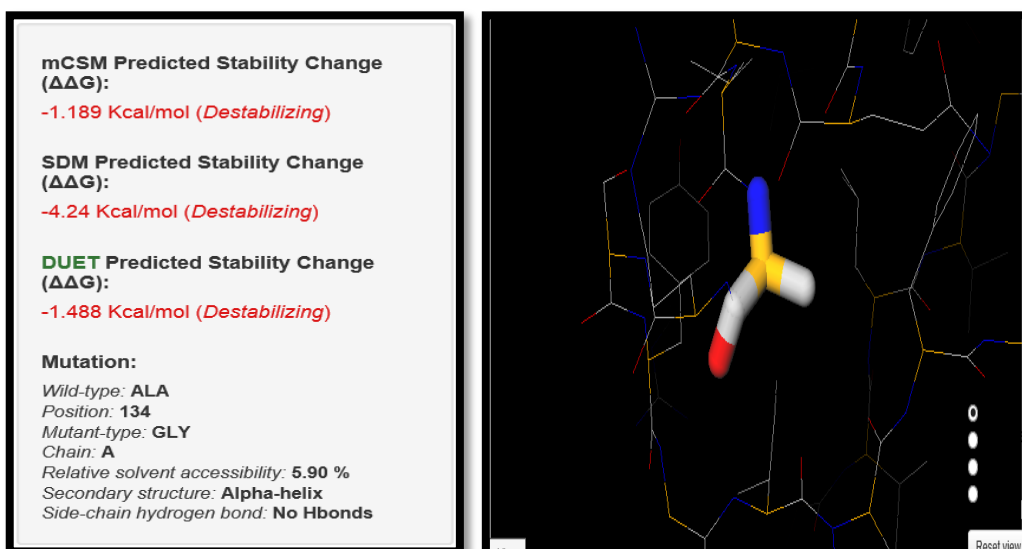 mCSM Predicted Stability Change
(ΔΔG):
-1.189 Kcal/mol (Destabilizing)
SDM Predicted Stability Change
(ΔΔG):
-4.24 Kcal/mol (Destabilizing)
DUET Predicted Stability Change
(ΔΔG):
-1.488 Kcal/mol (Destabilizing)
Mutation:
Wild-type: ALA
Position: 134
Mutant-type: GLY
Chain: A
Relative solvent accessibility: 5.90 %
Secondary structure: Alpha-helix
Side-chain hydrogen bond: No Hbonds
Reset view